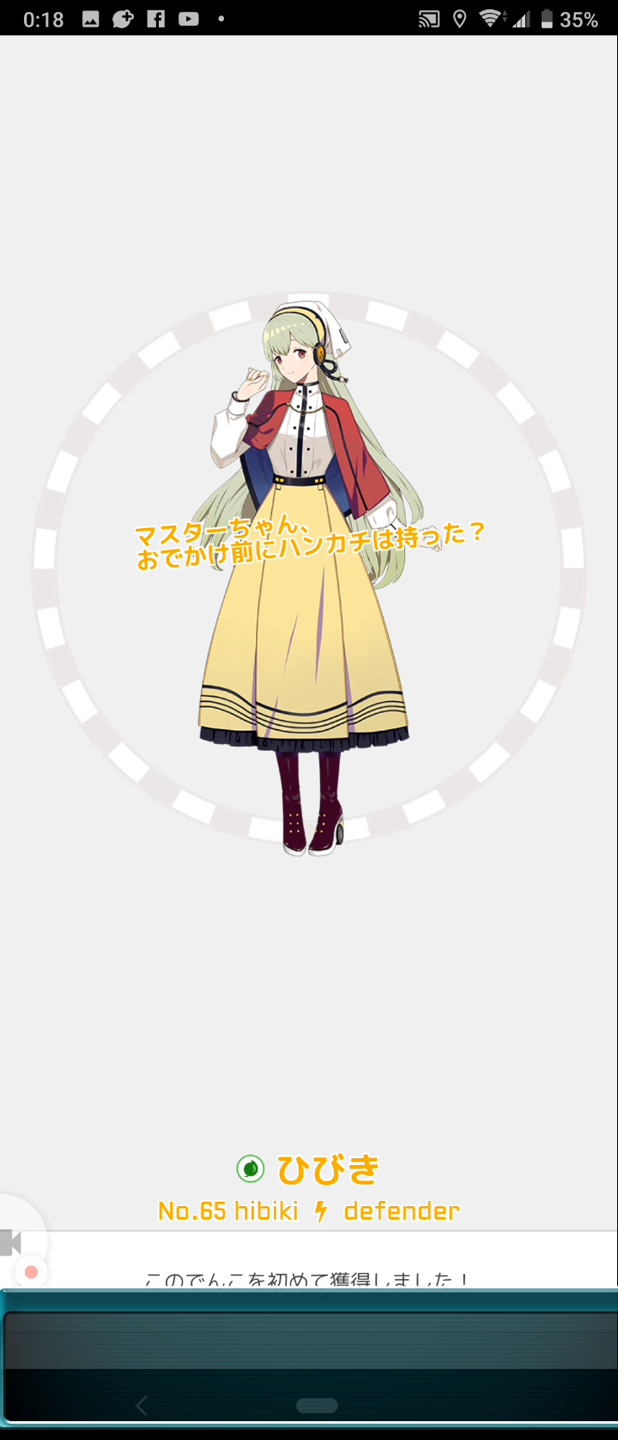 0:18
35%
マスターちゃん、
おでかけ前にハンカチは持った？
ひびき
No.65 hibiki defender
このでんこを初めて獲得しました！